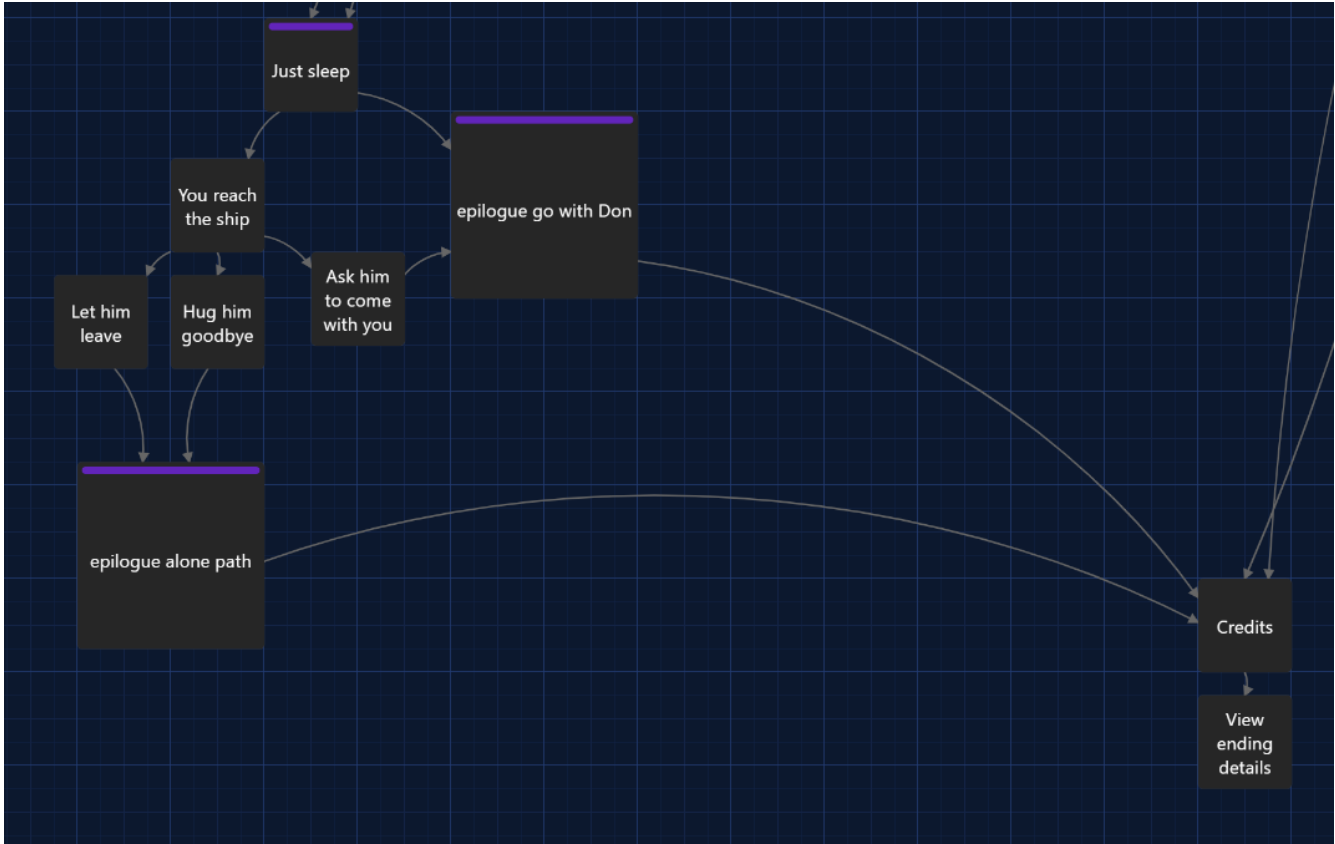 Just sleep
You reach
the ship
epilogue go with Don
Let him
leave
Hug him
goodbye
Ask him
to come
with you
epilogue alone path
Credits
View
ending
details